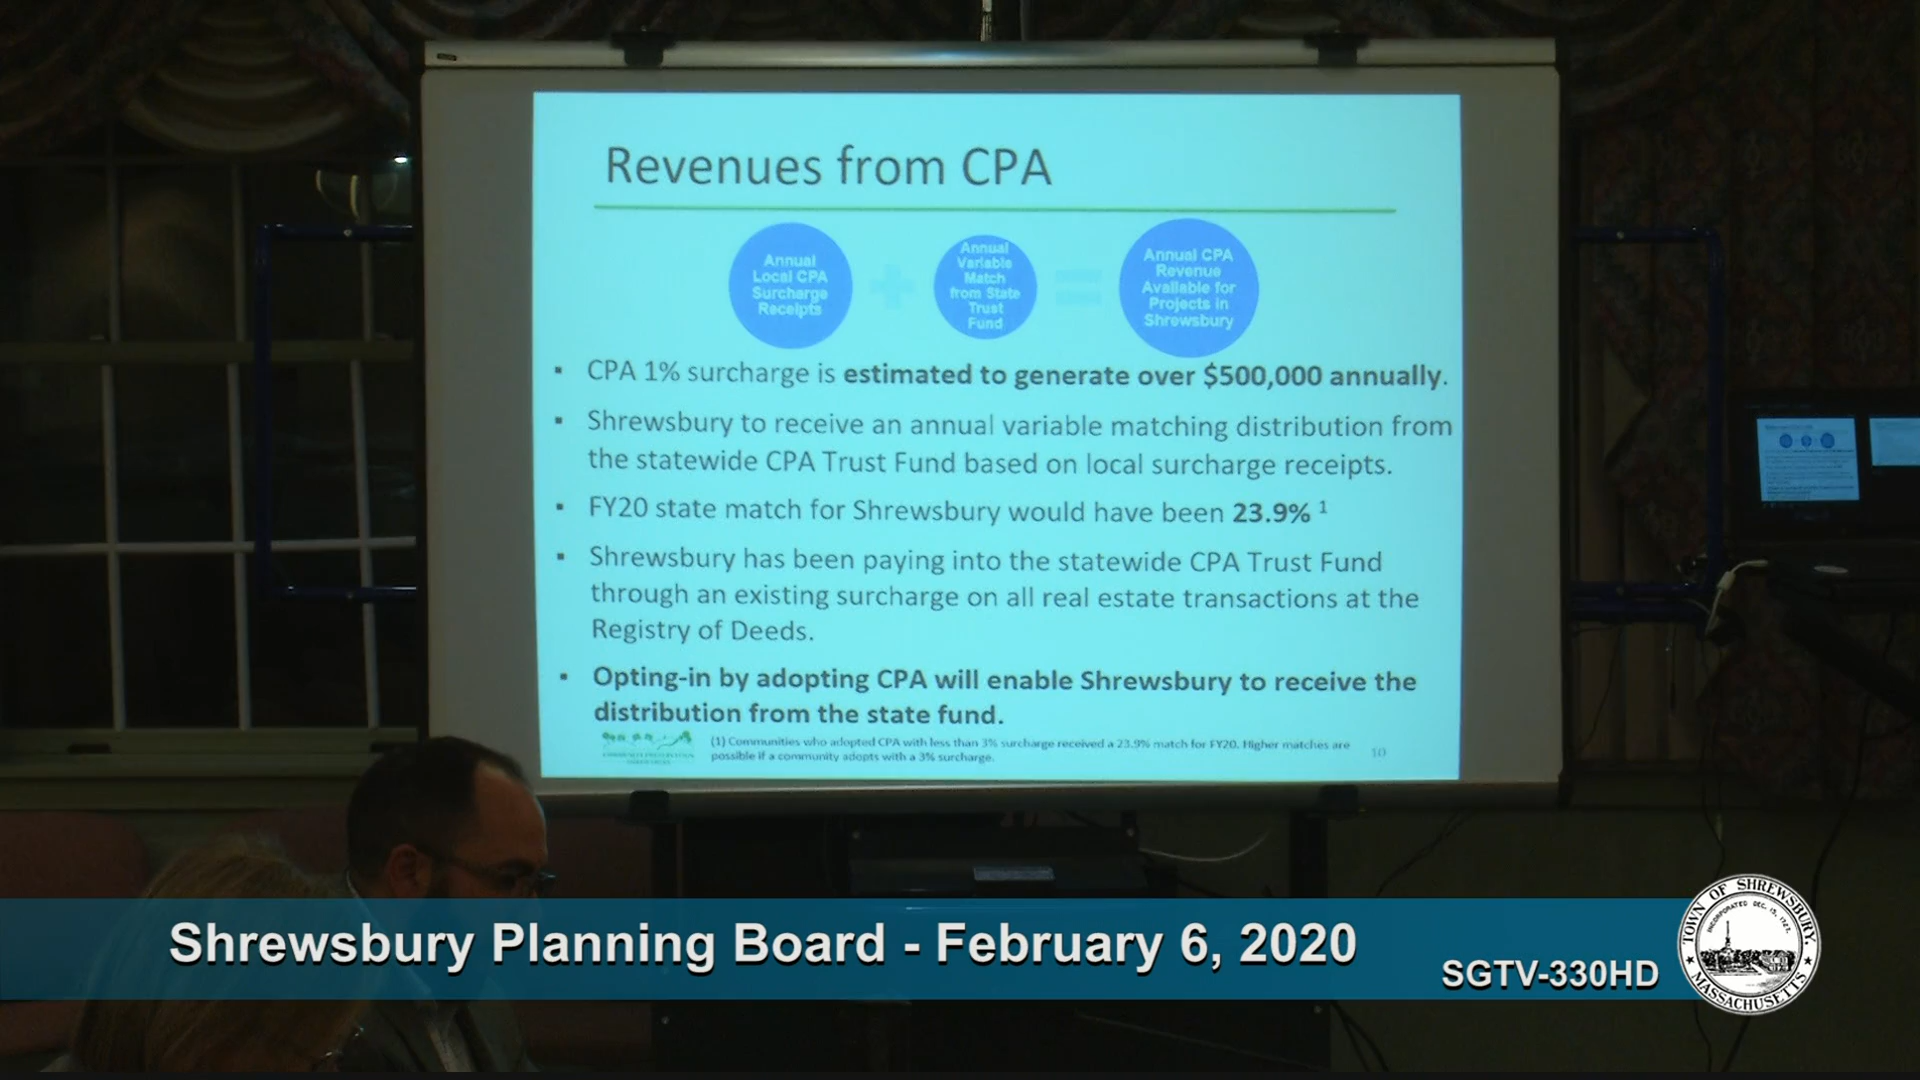 Revenues from CPA
Annual
Local CPA
Surcharge
Receipts
Annual
Variable
Match
from State
Trust
Fund
Annual CPA
Revenue
Available for
Projects in
Shrewsbury
▪ CPA 1% surcharge is estimated to generate over $500,000 annually.
▪ Shrewsbury to receive an annual variable matching distribution from
the statewide CPA Trust Fund based on local surcharge receipts.
▪ FY20 state match for Shrewsbury would have been 23.9% 1
▪ Shrewsbury has been paying into the statewide CPA Trust Fund
through an existing surcharge on all real estate transactions at the
Registry of Deeds.
▪ Opting-in by adopting CPA will enable Shrewsbury to receive the
distribution from the state fund.
(1) Communities who adopted CPA with less than 3% surcharge received a 23.9% match for FY20. Higher matches are
possible if a community adopts with a 3% surcharge.
10
Shrewsbury Planning Board - February 6, 2020
SGTV-330HD
TOWN OF SHREWSBURY,
INCORPORATED DEC. 15, 1727.
MASSACHUSETTS